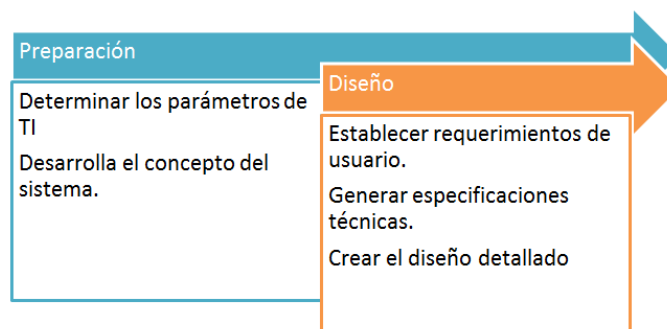 Preparación
Determinar los parámetros de
TI
Desarrolla el concepto del
sistema.
Diseño
Establecer requerimientos de
usuario.
Generar especificaciones
técnicas.
Crear el diseño detallado